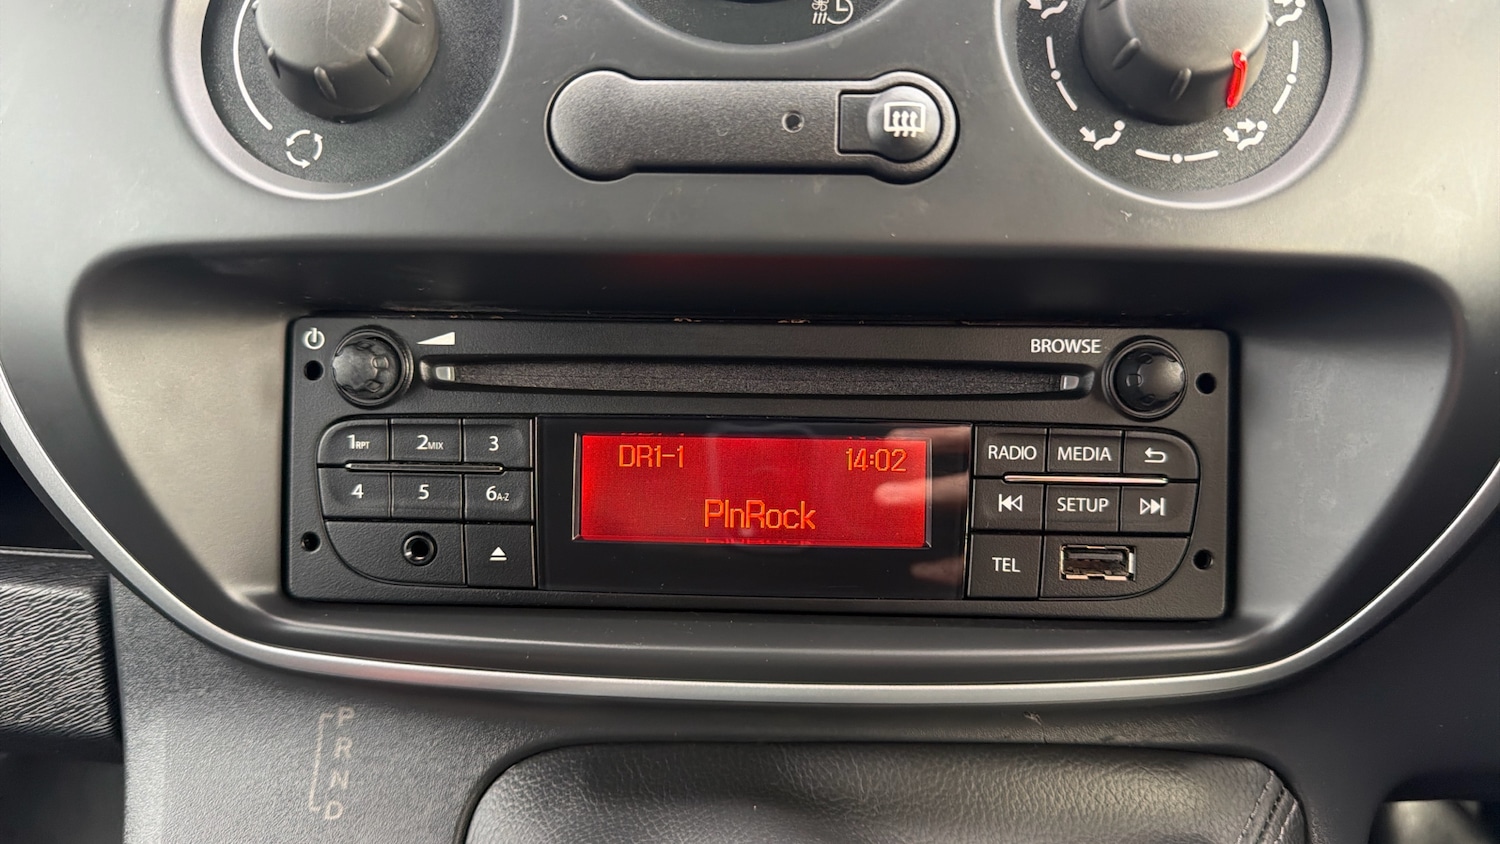 BROWSE
1RPT 2MIX 3
4 5 6A-Z
DR1-1 14:02
PlnRock
RADIO MEDIA
SETUP
TEL
P
R
N
D